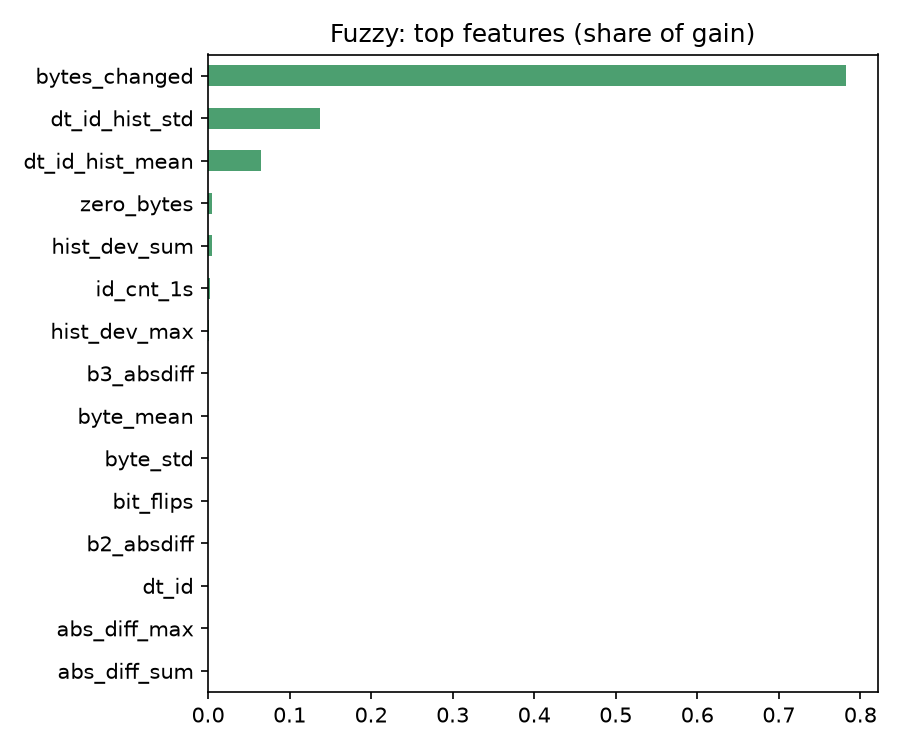 Fuzzy: top features (share of gain)
bytes_changed
dt_id_hist_std
dt_id_hist_mean
zero_bytes
hist_dev_sum
id_cnt_1s
hist_dev_max
b3_absdiff
byte_mean
byte_std
bit_flips
b2_absdiff
dt_id
abs_diff_max
abs_diff_sum
0.0 0.1 0.2 0.3 0.4 0.5 0.6 0.7 0.8